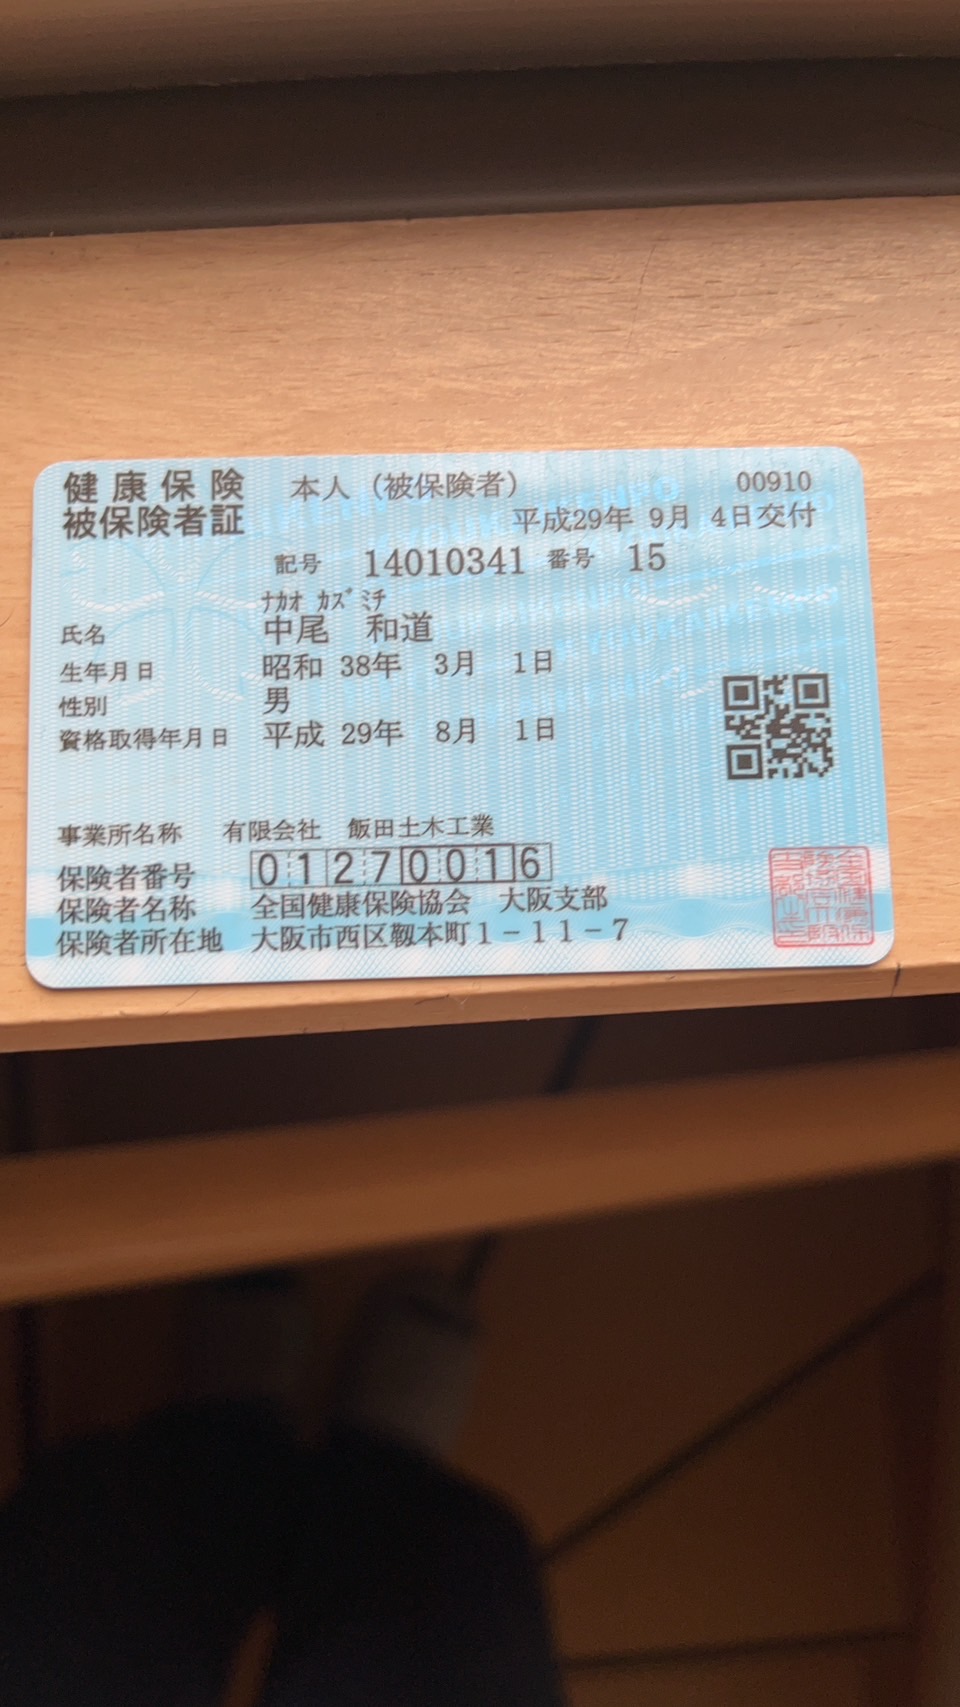 健康保険
被保険者証
本人（被保険者）
00910
平成29年 9月 4日交付
記号 14010341 番号 15
ﾅｶｵ ｶｽﾞﾐﾁ
氏名 中尾 和道
生年月日 昭和 38年 3月 1日
性別 男
資格取得年月日 平成 29年 8月 1日
事業所名称 有限会社 飯田土木工業
保険者番号 01270016
保険者名称 全国健康保険協会 大阪支部
保険者所在地 大阪市西区靱本町１－１１－７